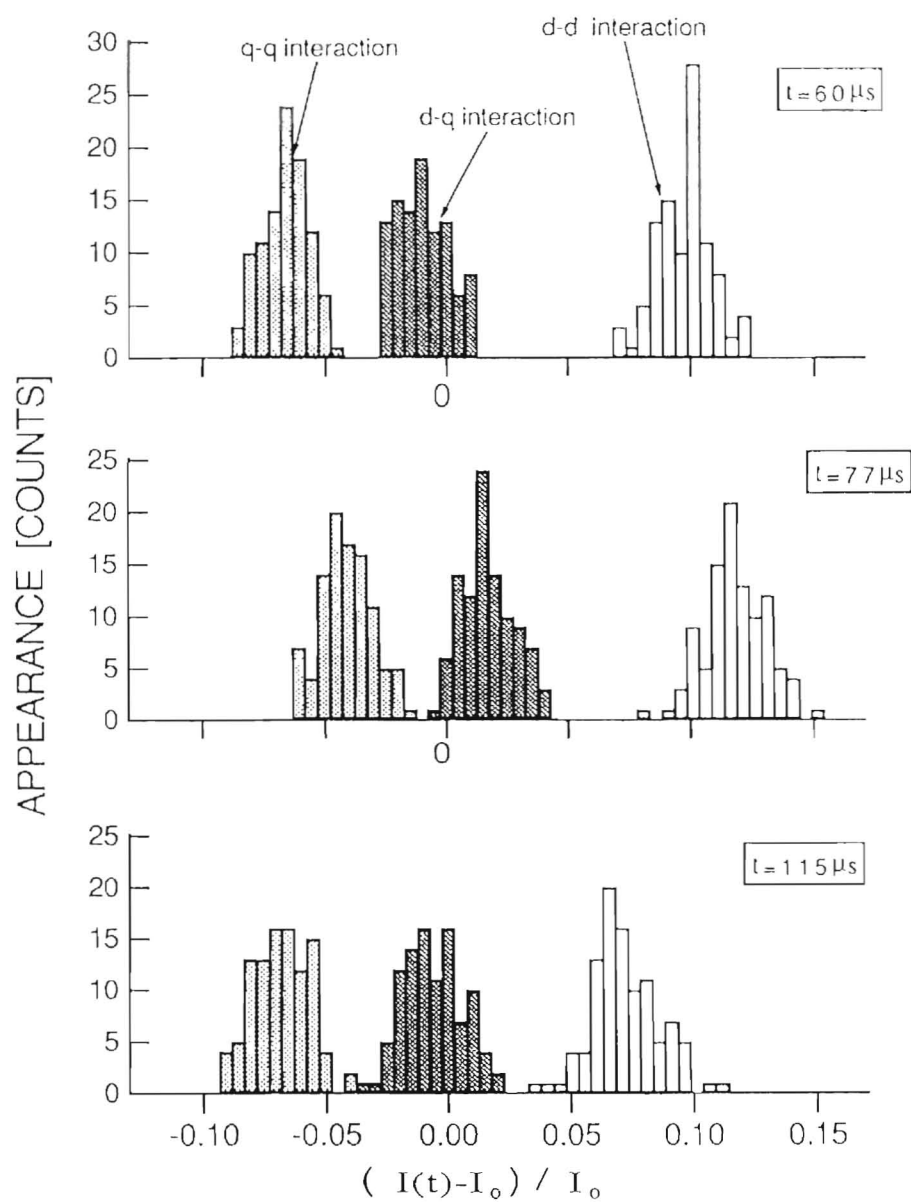 q-q interaction
d-q interaction
d-d interaction
t=60μs
30
25
20
15
10
5
0
0
t=77μs
25
20
15
10
5
0
0
t=115μs
25
20
15
10
5
0
-0.10 -0.05 0.00 0.05 0.10 0.15
APPEARANCE [COUNTS]
( I(t)-I₀) / I₀